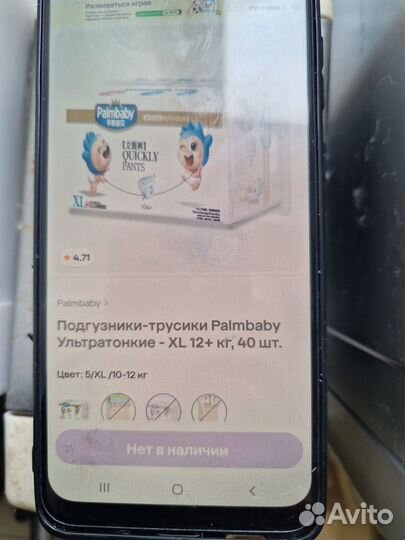 Развиваться играя
Реклама
Palmbaby
QUICKLY
PANTS
XL
4.71
Palmbaby >
Подгузники-трусики Palmbaby
Ультратонкие - XL 12+ кг, 40 шт.
Цвет: 5/XL /10-12 кг
Нет в наличии
Avito